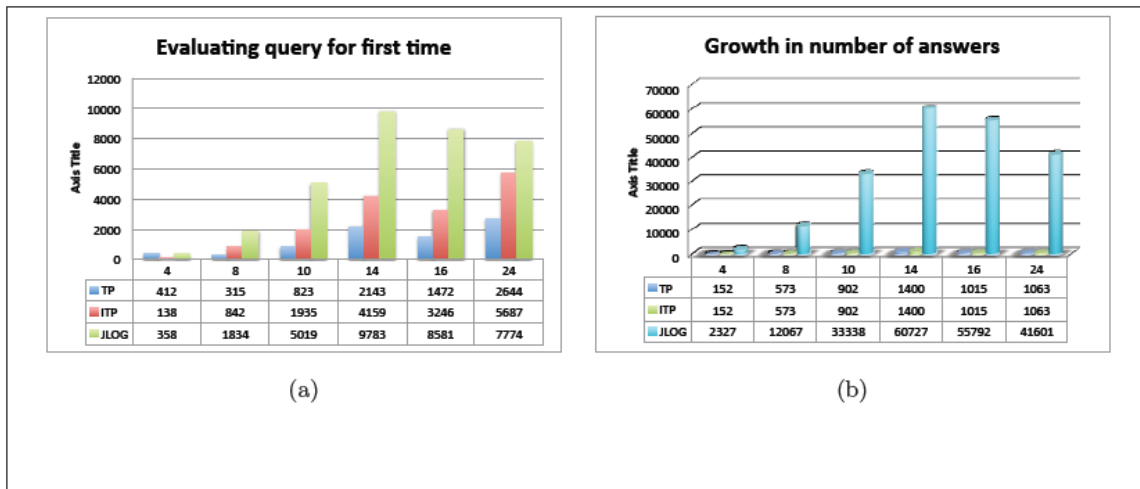 Evaluating query for first time
12000
10000
8000
6000
4000
2000
0
Axis Title
4 8 10 14 16 24
TP 412 315 823 2143 1472 2644
ITP 138 842 1935 4159 3246 5687
JLOG 358 1834 5019 9783 8581 7774
(a)
Growth in number of answers
70000
60000
50000
40000
30000
20000
10000
0
Axis Title
4 8 10 14 16 24
TP 152 573 902 1400 1015 1063
ITP 152 573 902 1400 1015 1063
JLOG 2327 12067 33338 60727 55792 41601
(b)